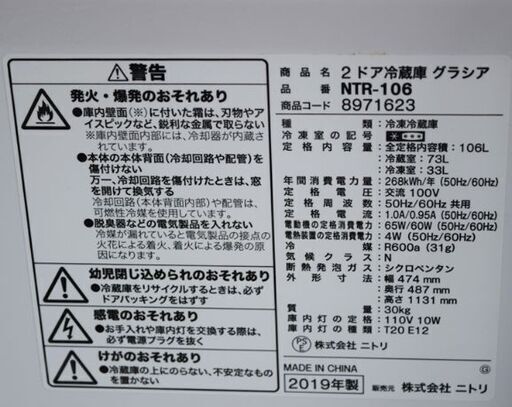 警告
発火・爆発のおそれあり
●庫内壁面(※)に付いた霜は、刃物やア
イスピックなど、鋭利な金属で取らない
(※庫内壁面部には、冷却器が内蔵さ
れています。)
●本体の本体背面(冷却回路や配管)を
傷付けない
万一、冷却回路を傷付けたときは、窓
を開けて換気する
本体背面部(冷却回路)や配管は、
可燃性冷媒を使用しています。
●脱臭器などの電気製品を入れない
冷媒が漏れていると電気製品の接点の
火花による着火、着火により爆発の原
因になります。
幼児閉じ込められのおそれあり
●冷蔵庫をリサイクルするときは、必ず
ドアパッキングをはずす
感電のおそれあり
●お手入れや庫内灯を交換する際は、
必ず電源プラグを抜く
けがのおそれあり
●冷蔵庫の上にのらない、不安定なもの
を置かない
商品名 2ドア冷蔵庫 グラシア
品番 NTR-106
商品コード 8971623
種類 : 冷凍冷蔵庫
冷凍室の記号 :
定格内容積 : 全定格内容積:106L
冷蔵室:73L
冷凍室:33L
年間消費電力量 : 268kWh/年 (50Hz/60Hz)
定格電圧 : 交流 100V
定格周波数 : 50Hz/60Hz 共用
定格電流 : 1.0A/0.95A (50Hz/60Hz)
電動機の定格消費電力 : 65W/60W (50Hz/60Hz)
電熱装置の定格消費電力 : 4W (50Hz/60Hz)
冷媒 : R600a (31g)
気候クラス : N
断熱発泡ガス : シクロペンタン
外形寸法 : 幅 474 mm
奥行 487 mm
高さ 1131 mm
質量 : 30kg
庫内灯の定格 : 110V 10W
庫内灯の型式 : T20 E12
PS E 株式会社 ニトリ
MADE IN CHINA
G
2019年製 販売元 株式会社 ニトリ